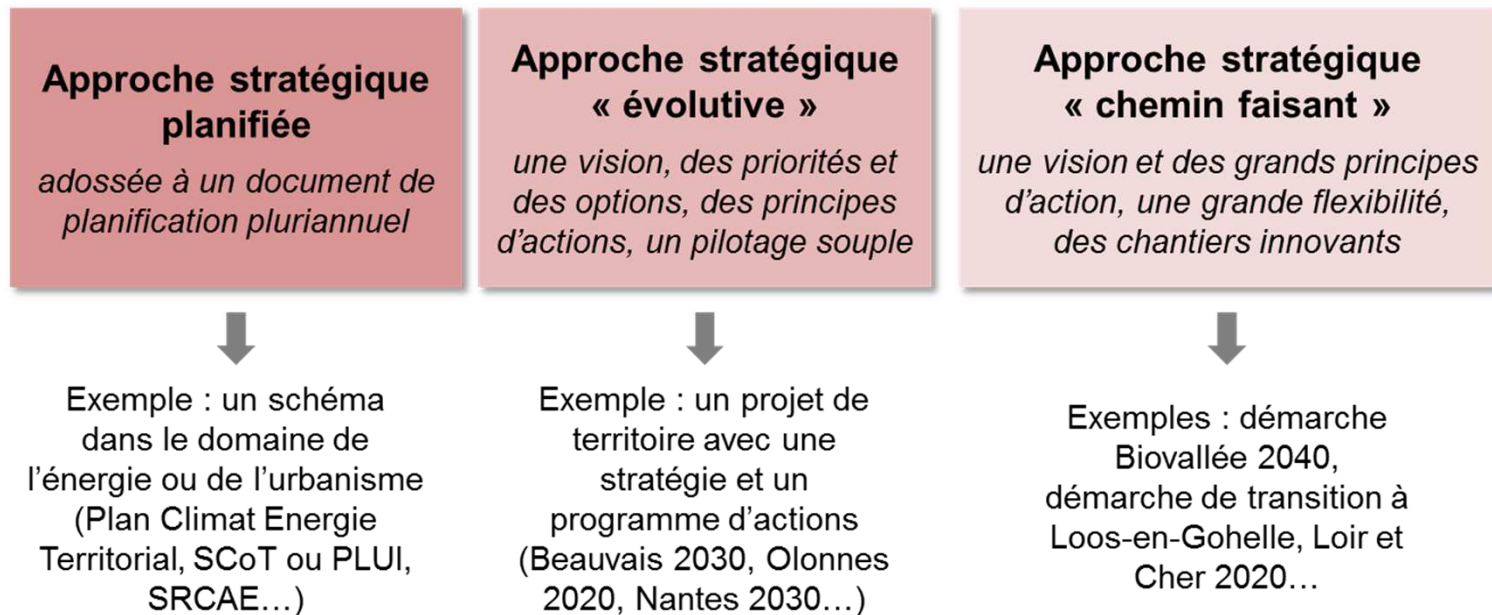 Approche stratégique
planifiée
adossée à un document de
planification pluriannuel
Approche stratégique
« évolutive »
une vision, des priorités et
des options, des principes
d’actions, un pilotage souple
Approche stratégique
« chemin faisant »
une vision et des grands principes
d’action, une grande flexibilité,
des chantiers innovants
Exemple : un schéma
dans le domaine de
l’énergie ou de l’urbanisme
(Plan Climat Energie
Territorial, SCoT ou PLUI,
SRCAE…)
Exemple : un projet de
territoire avec une
stratégie et un
programme d’actions
(Beauvais 2030, Olonnes
2020, Nantes 2030…)
Exemples : démarche
Biovallée 2040,
démarche de transition à
Loos-en-Gohelle, Loir et
Cher 2020…